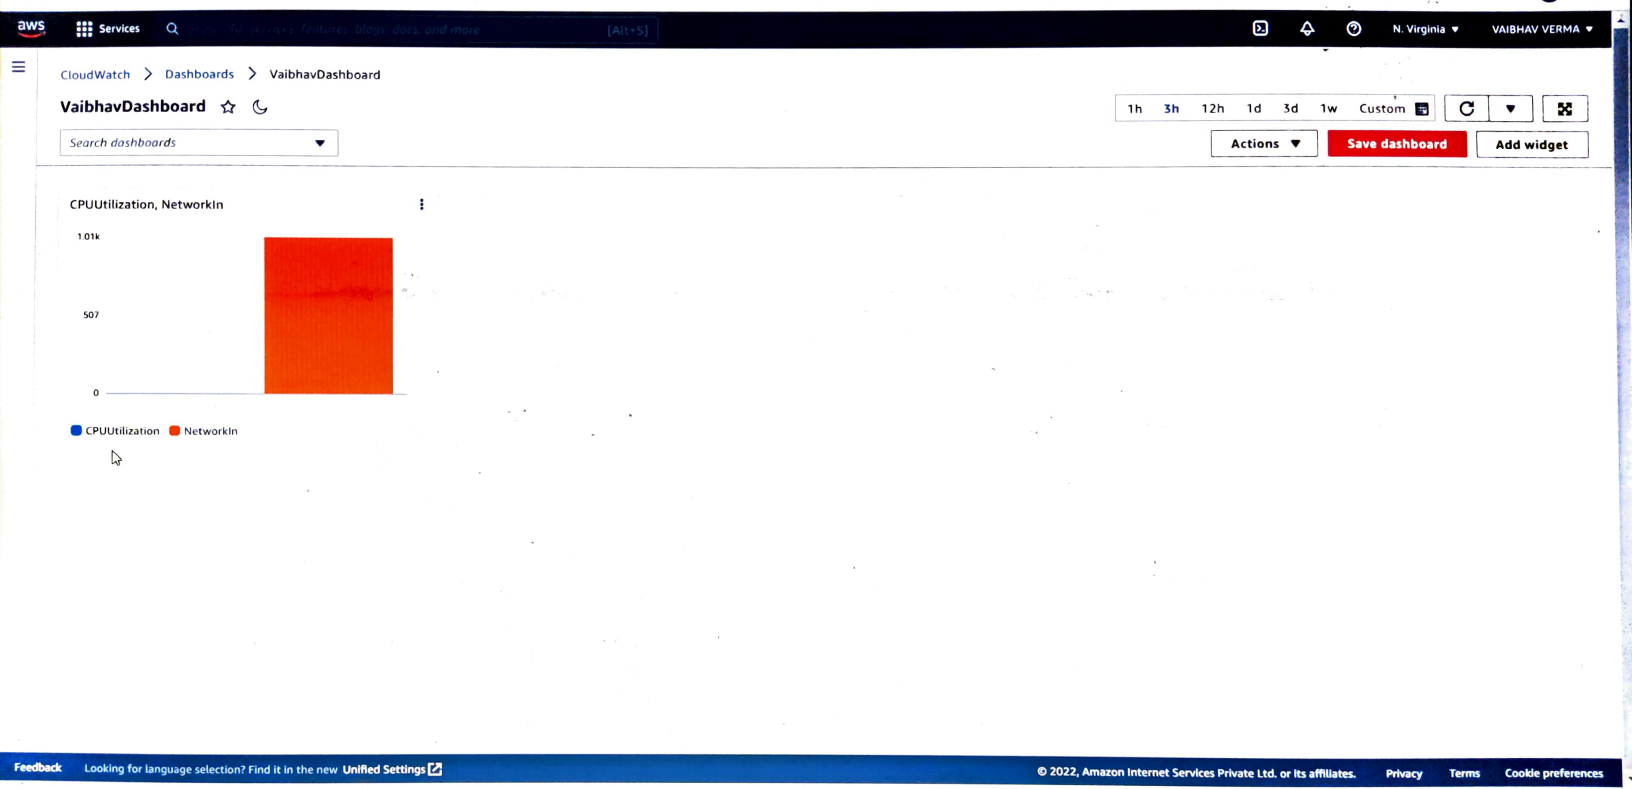 aws Services [Alt+S] N. Virginia VAIBHAV VERMA
CloudWatch > Dashboards > VaibhavDashboard
VaibhavDashboard
1h 3h 12h 1d 3d 1w Custom
Search dashboards
Actions Save dashboard Add widget
CPUUtilization, NetworkIn
1.01k
507
0
CPUUtilization NetworkIn
Feedback Looking for language selection? Find it in the new Unified Settings © 2022, Amazon Internet Services Private Ltd. or its affiliates. Privacy Terms Cookie preferences